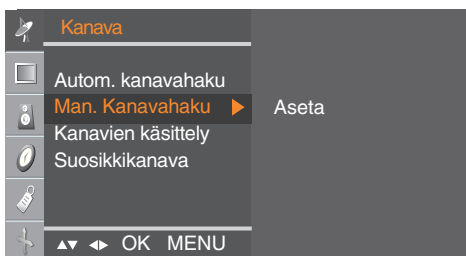 Kanava
Autom. kanavahaku
Man. Kanavahaku ▶ Aseta
Kanavien käsittely
Suosikkikanava
▲▼ ◀▶ OK MENU